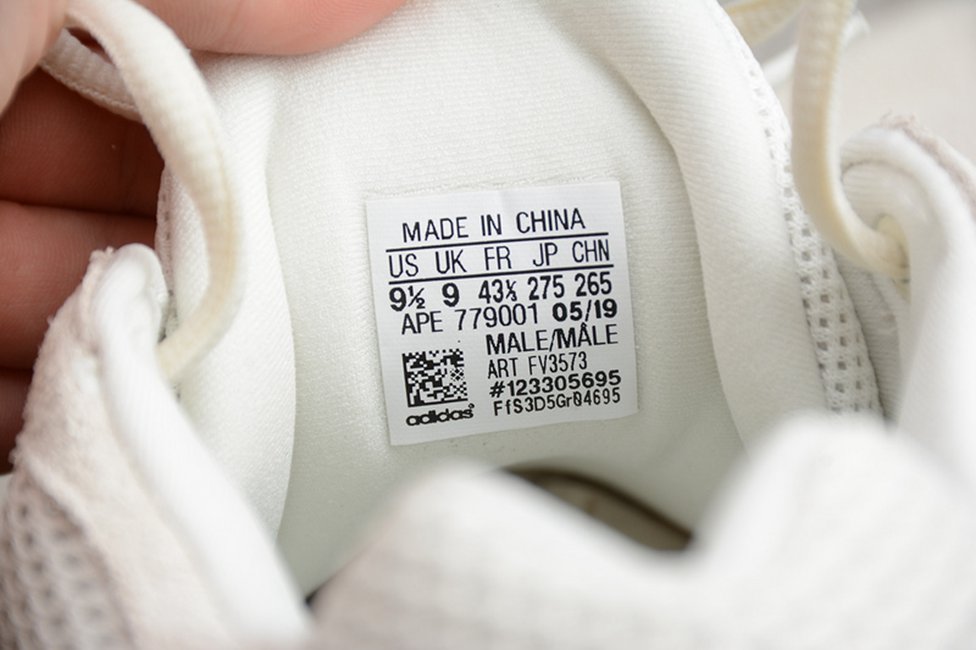 MADE IN CHINA
US UK FR JP CHN
9½ 9 43⅓ 275 265
APE 779001 05/19
MALE/MÂLE
ART FV3573
#123305695
FfS3D5Gr04695
adidas®